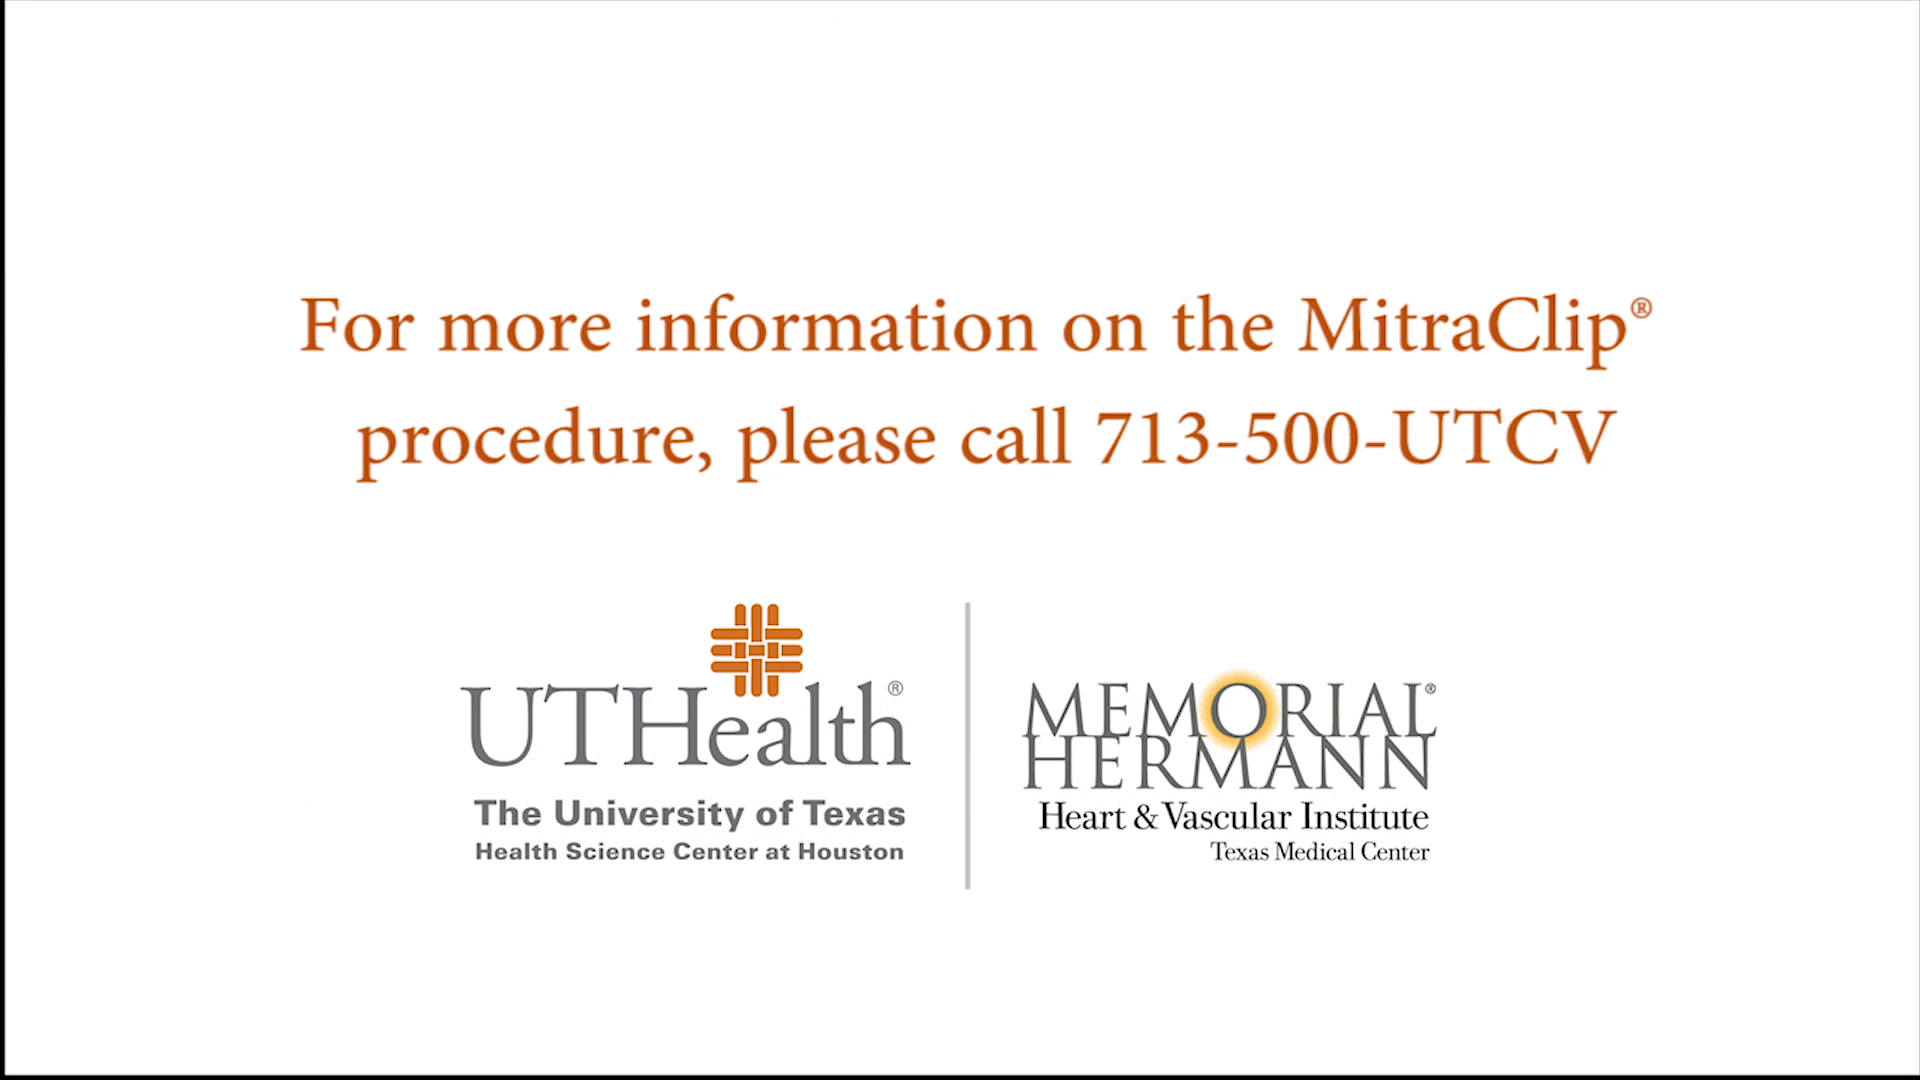 For more information on the MitraClip®
procedure, please call 713-500-UTCV
UTHealth®
The University of Texas
Health Science Center at Houston
MEMORIAL®
HERMANN
Heart & Vascular Institute
Texas Medical Center